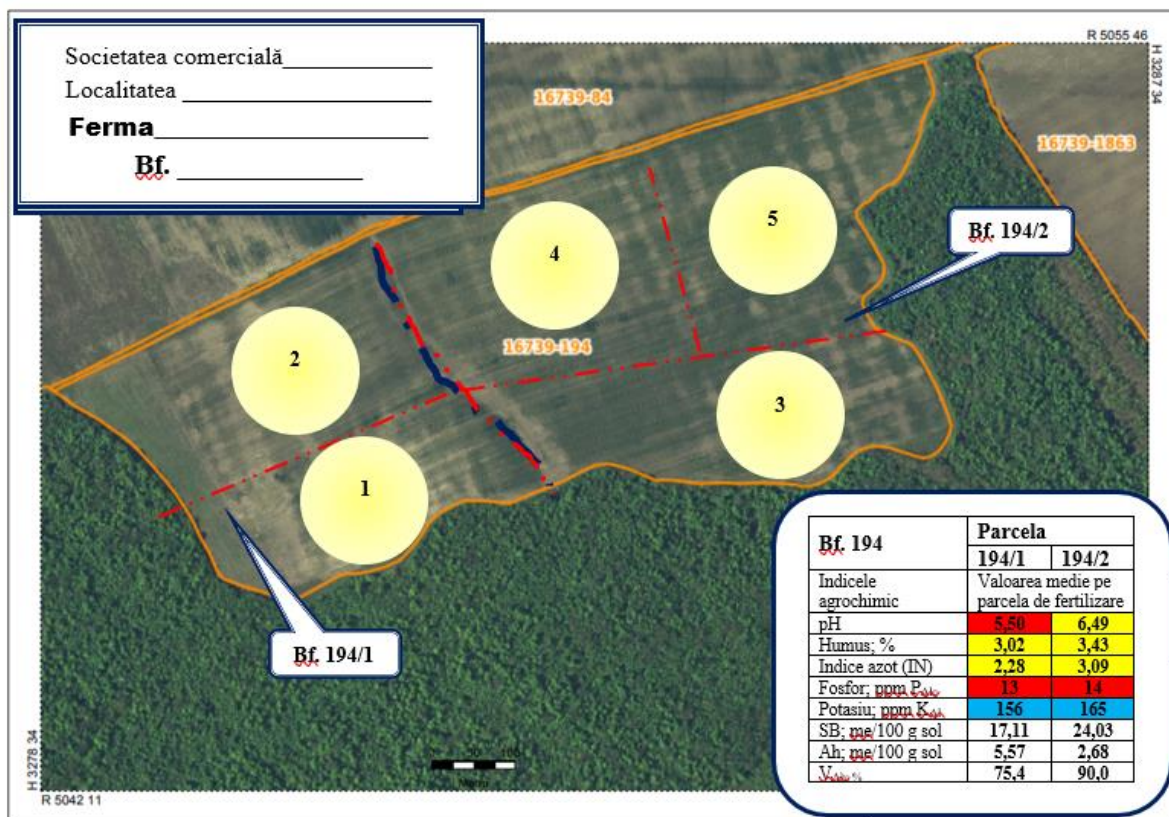 Societatea comercială_______________
Localitatea _________________________
Ferma___________________________
Bf. ___________________
R 5055 46
H 3287 34
16739-84
16739-1863
5
4
Bf. 194/2
2
16739-194
3
1
Bf. 194/1
Bf. 194 Parcela
194/1 194/2
Indicele agrochimic Valoarea medie pe parcela de fertilizare
pH 5,50 6,49
Humus; % 3,02 3,43
Indice azot (IN) 2,28 3,09
Fosfor; ppm 13 14
Potasiu; ppm 156 165
SB; me/100 g sol 17,11 24,03
Ah; me/100 g sol 5,57 2,68
V 75,4 90,0
H 3278 34
R 5042 11